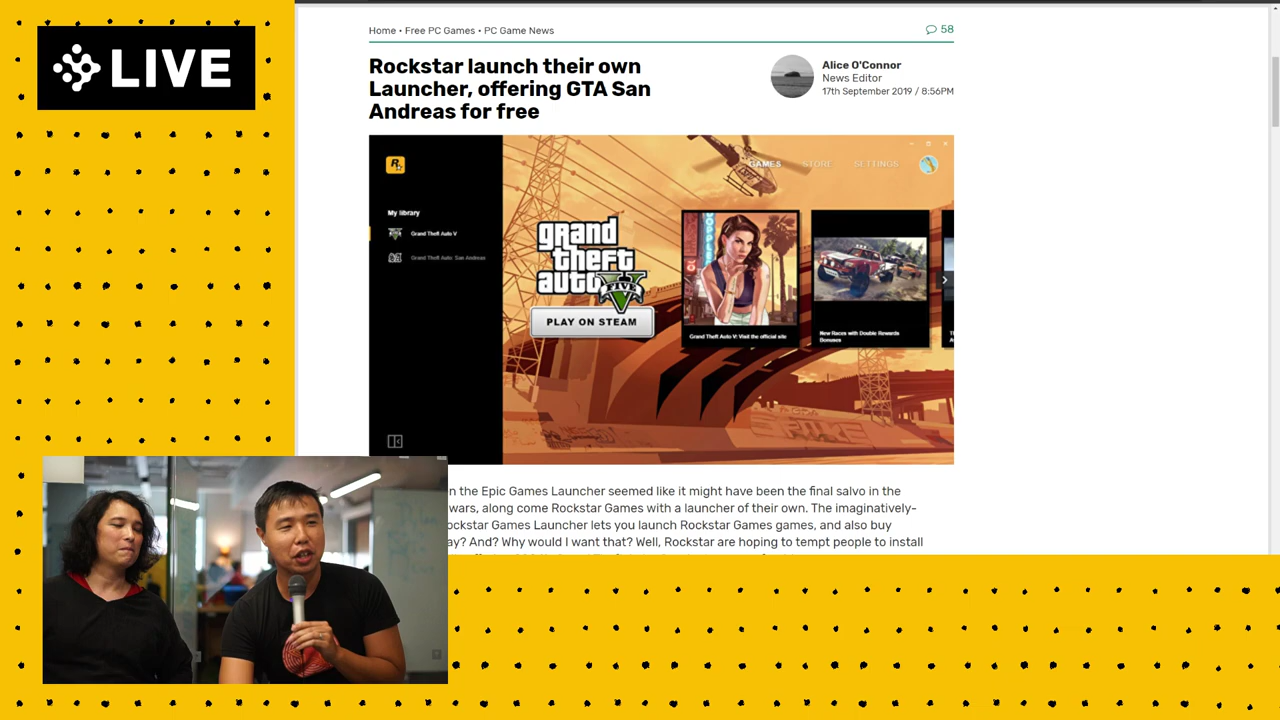 LIVE
Home • Free PC Games • PC Game News
58
Rockstar launch their own
Launcher, offering GTA San
Andreas for free
Alice O'Connor
News Editor
17th September 2019 / 8:56PM
R
GAMES STORE SETTINGS
My library
Grand Theft Auto V
Grand Theft Auto: San Andreas
grand
theft
auto
FIVE
PLAY ON STEAM
Grand Theft Auto V: Visit the official site
New Races with Double Rewards
Bonuses
n the Epic Games Launcher seemed like it might have been the final salvo in the
wars, along come Rockstar Games with a launcher of their own. The imaginatively-
ockstar Games Launcher lets you launch Rockstar Games games, and also buy
ay? And? Why would I want that? Well, Rockstar are hoping to tempt people to install